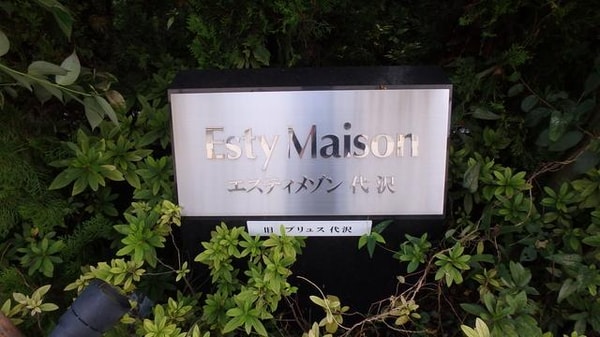 Esty Maison
エスティメゾン代沢
旧 プリュス代沢